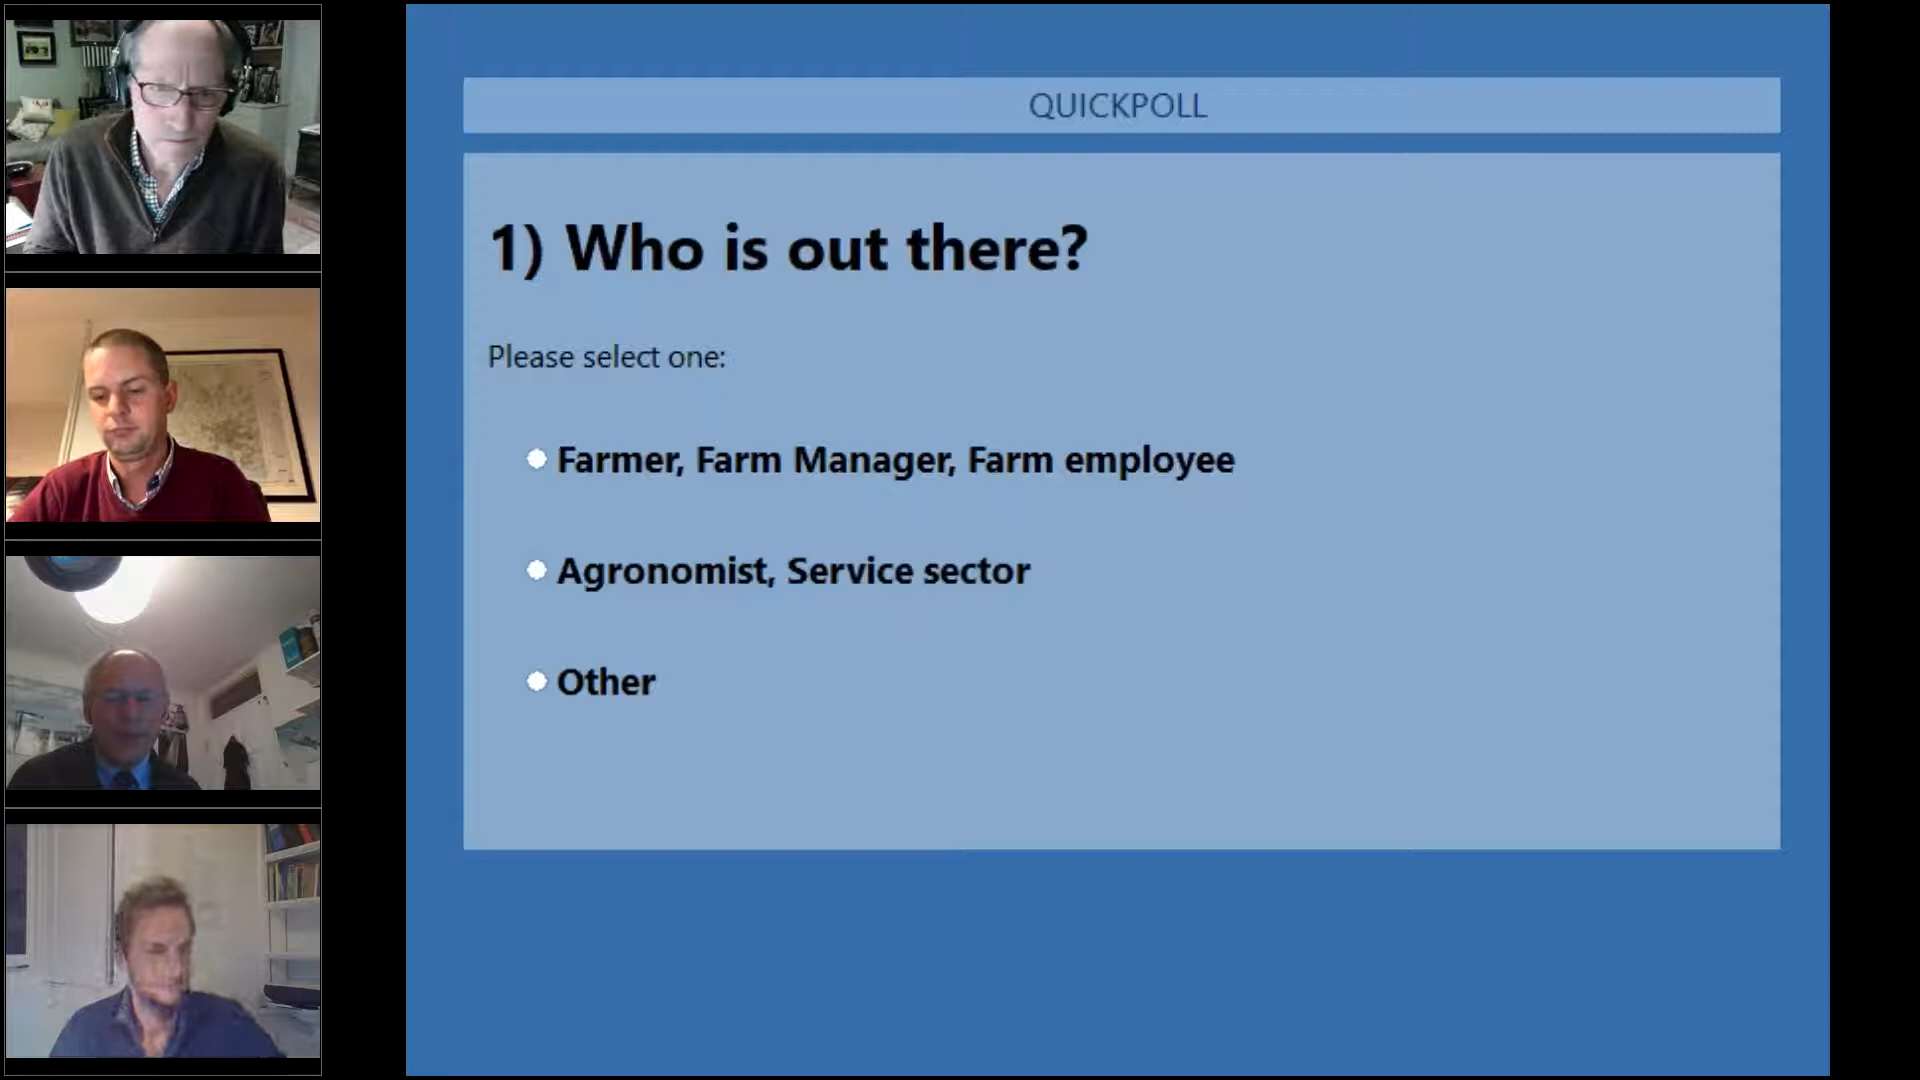 QUICKPOLL
1) Who is out there?
Please select one:
Farmer, Farm Manager, Farm employee
Agronomist, Service sector
Other